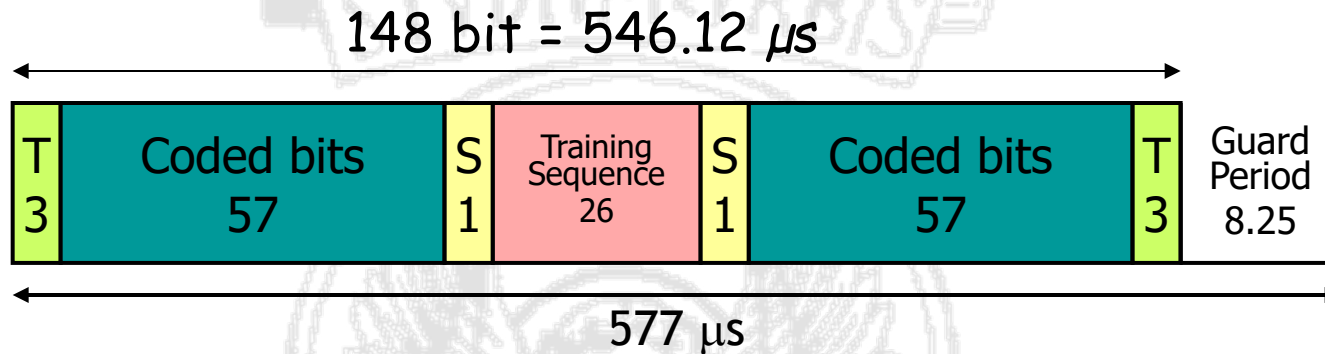 148 bit = 546.12 μs
T
3
Coded bits
57
S
1
Training
Sequence
26
S
1
Coded bits
57
T
3
Guard
Period
8.25
577 μs